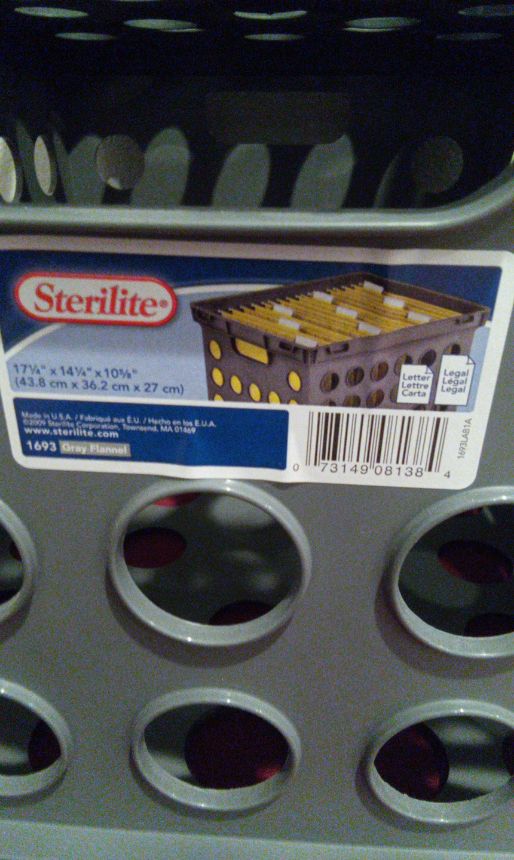 Sterilite®
17¼" x 14¼" x 10⅝"
(43.8 cm x 36.2 cm x 27 cm)
Letter
Lettre
Carta
Legal
Légal
Legal
Made in U.S.A. / Fabriqué aux É.U. / Hecho en los E.U.A.
©2009 Sterilite Corporation, Townsend, MA 01469
www.sterilite.com
1693 Gray Flannel
1693LAB1A
0 73149 08138 4